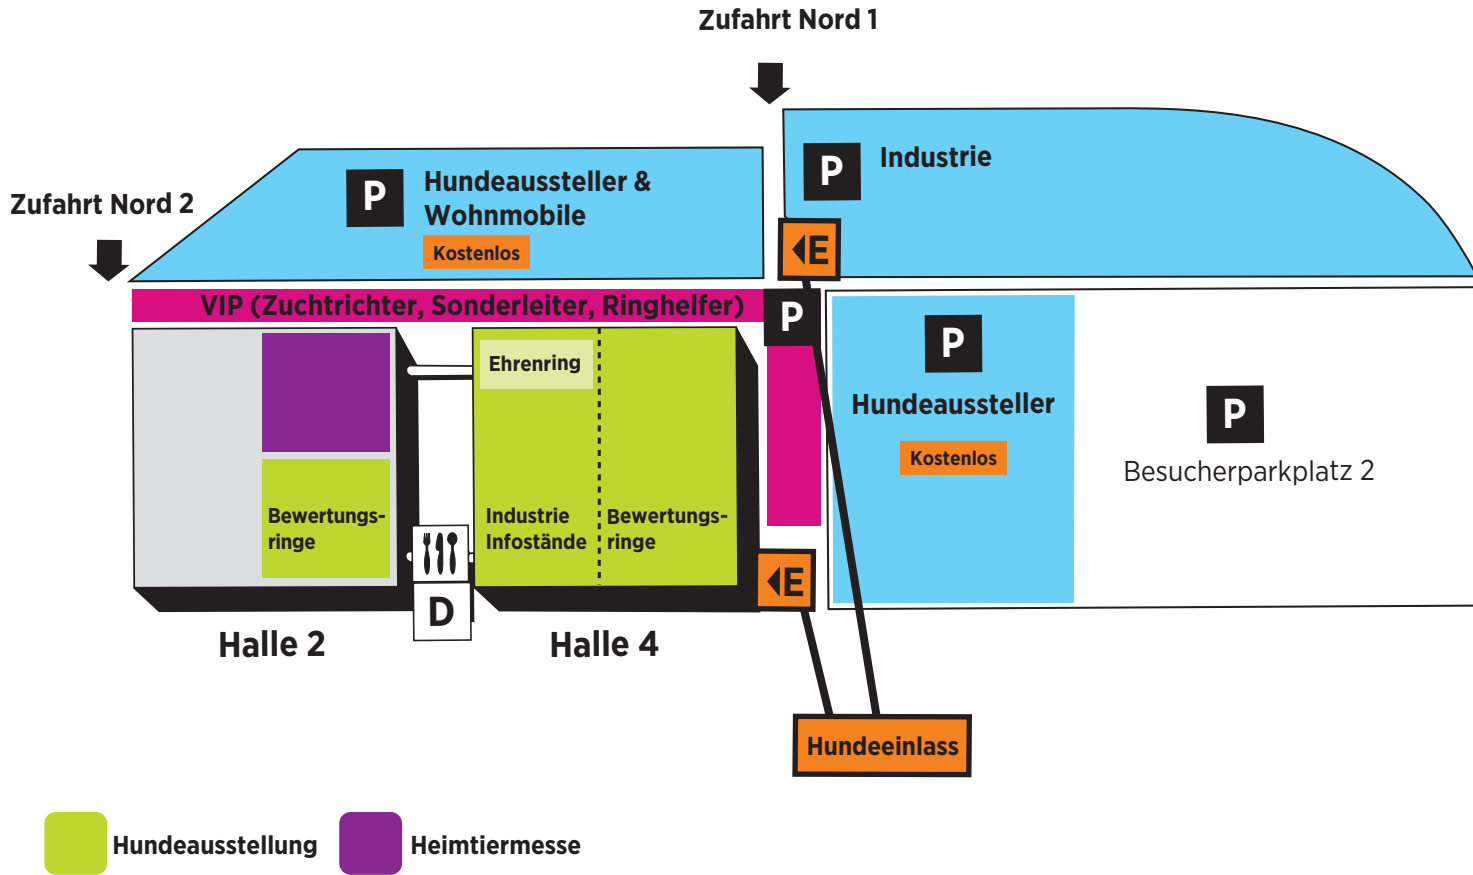 Zufahrt Nord 1
P
Industrie
P
Hundeaussteller &
Wohnmobile
Kostenlos
Zufahrt Nord 2
E
VIP (Zuchtrichter, Sonderleiter, Ringhelfer)
P
P
Hundeaussteller
Kostenlos
P
Besucherparkplatz 2
Ehrenring
Bewertungs-
ringe
Industrie
Infostände
Bewertungs-
ringe
E
D
Halle 2
Halle 4
Hundeeinlass
Hundeausstellung
Heimtiermesse